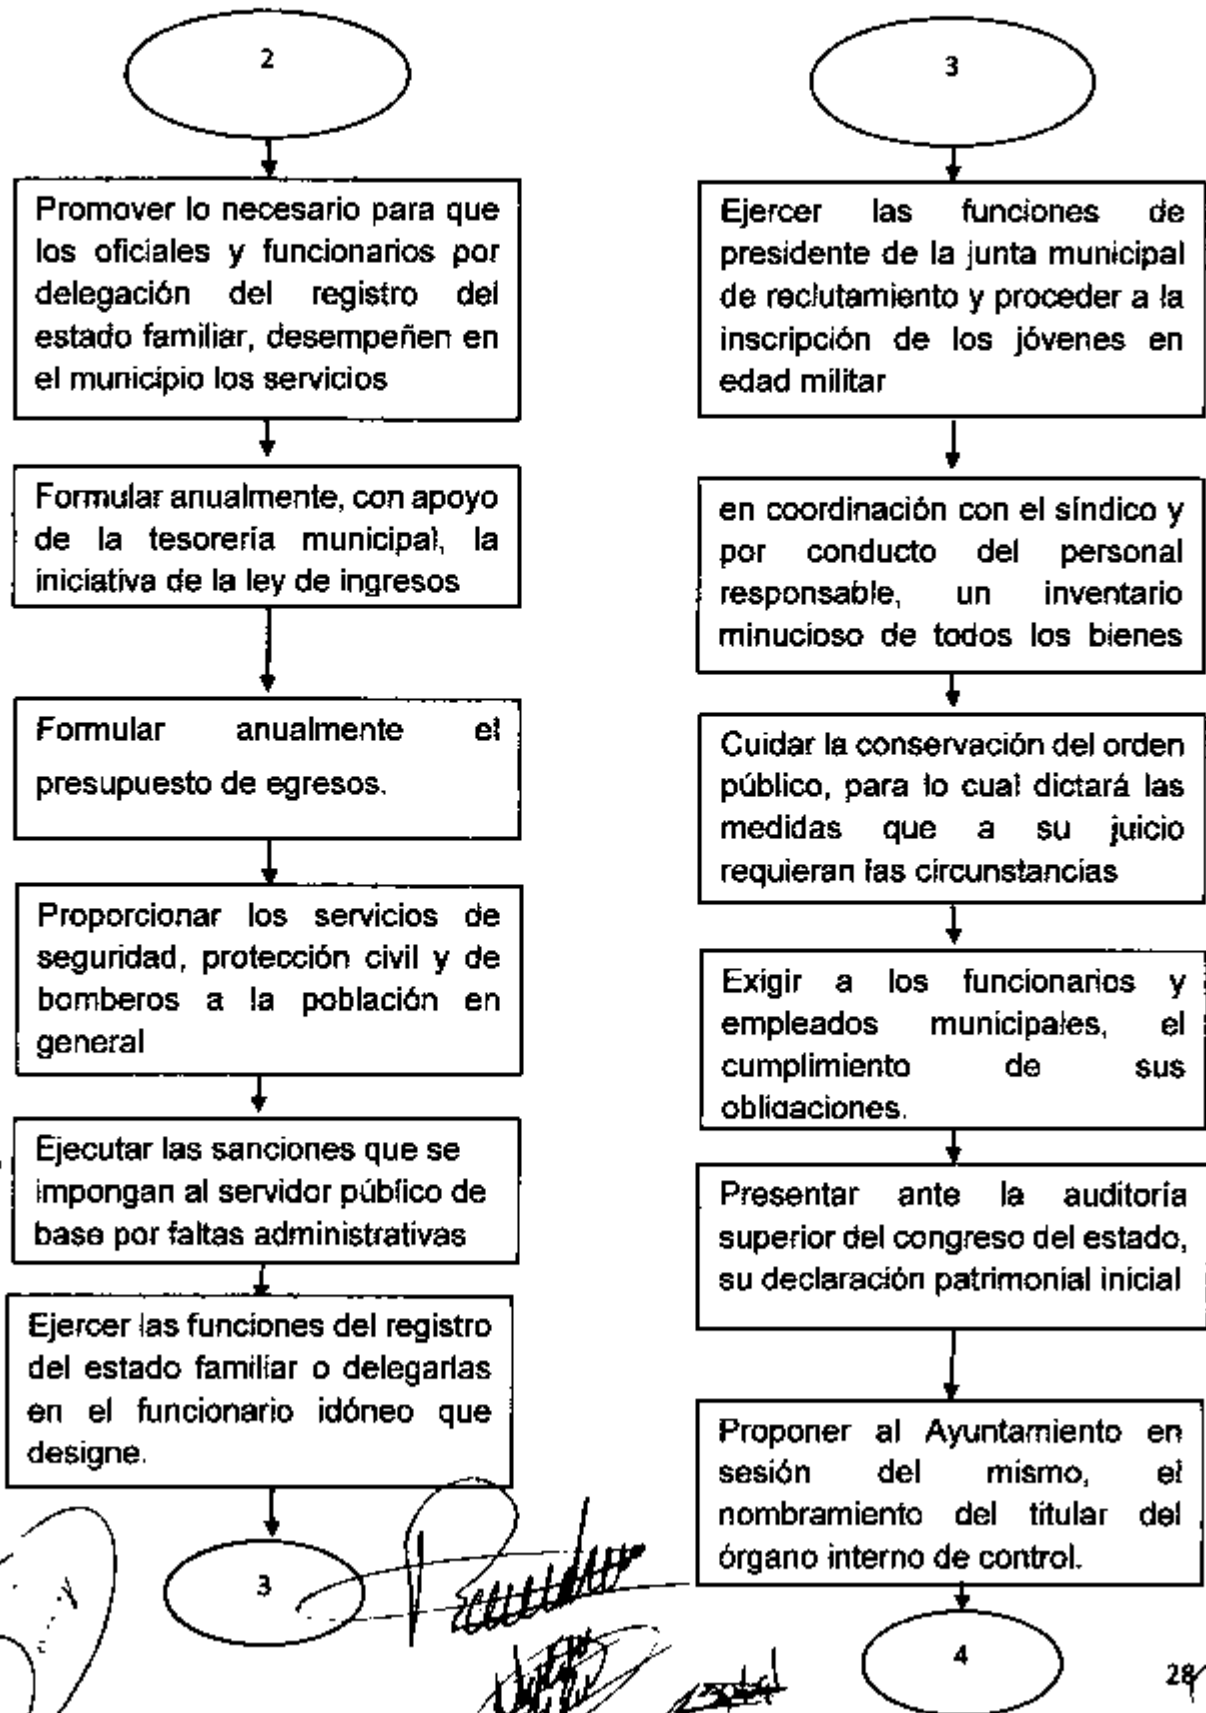 2
Promover lo necesario para que
los oficiales y funcionarios por
delegación del registro del
estado familiar, desempeñen en
el municipio los servicios
Formular anualmente, con apoyo
de la tesorería municipal, la
iniciativa de la ley de ingresos
Formular anualmente el
presupuesto de egresos.
Proporcionar los servicios de
seguridad, protección civil y de
bomberos a la población en
general
Ejecutar las sanciones que se
impongan al servidor público de
base por faltas administrativas
Ejercer las funciones del registro
del estado familiar o delegarlas
en el funcionario idóneo que
designe.
3
3
Ejercer las funciones de
presidente de la junta municipal
de reclutamiento y proceder a la
inscripción de los jóvenes en
edad militar
en coordinación con el síndico y
por conducto del personal
responsable, un inventario
minucioso de todos los bienes
Cuidar la conservación del orden
público, para lo cual dictará las
medidas que a su juicio
requieran las circunstancias
Exigir a los funcionarios y
empleados municipales, el
cumplimiento de sus
obligaciones.
Presentar ante la auditoría
superior del congreso del estado,
su declaración patrimonial inicial
Proponer al Ayuntamiento en
sesión del mismo, el
nombramiento del titular del
órgano interno de control.
4
28